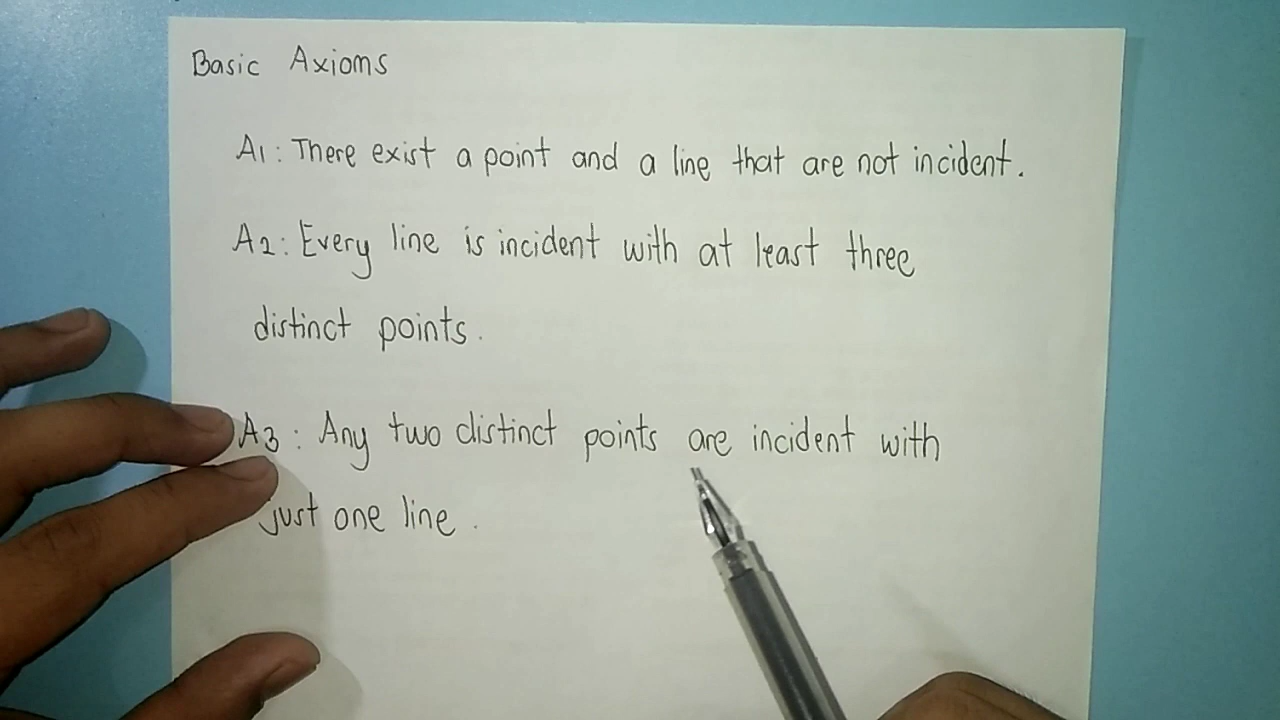 Basic Axioms
A1: There exist a point and a line that are not incident.
A2: Every line is incident with at least three
distinct points.
A3: Any two distinct points are incident with
just one line.